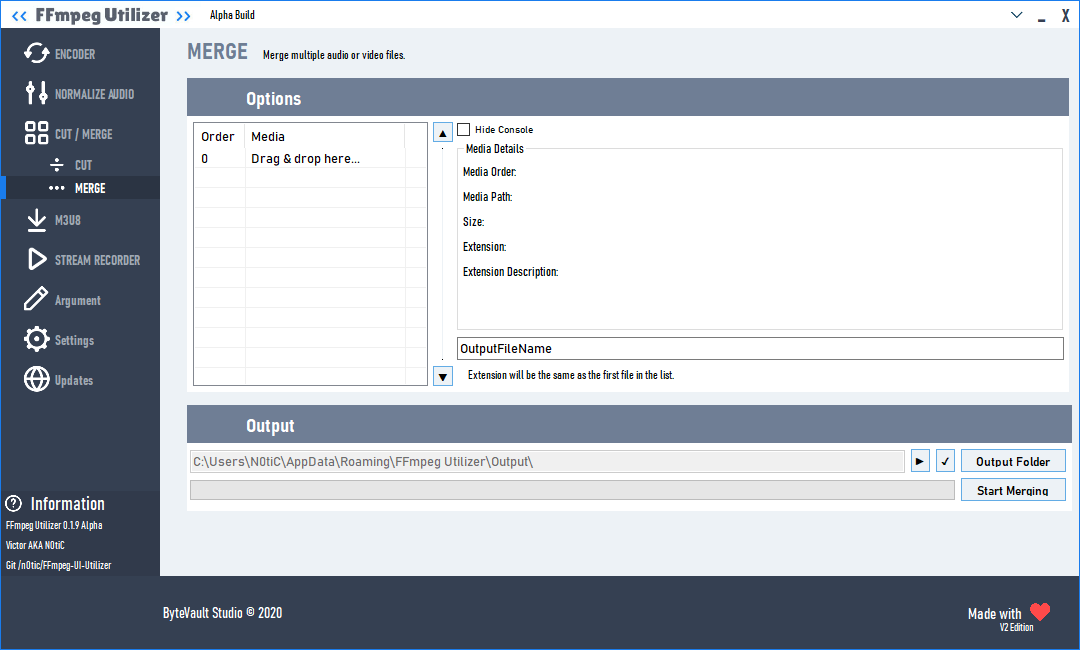 << FFmpeg Utilizer >> Alpha Build
ENCODER
NORMALIZE AUDIO
CUT / MERGE
CUT
MERGE
M3U8
STREAM RECORDER
Argument
Settings
Updates
Information
FFmpeg Utilizer 0.1.9 Alpha
Victor AKA N0tiC
Git /n0tic/FFmpeg-UI-Utilizer
MERGE Merge multiple audio or video files.
Options
Order Media
0 Drag & drop here...
Hide Console
Media Details
Media Order:
Media Path:
Size:
Extension:
Extension Description:
OutputFileName
Extension will be the same as the first file in the list.
Output
C:\Users\N0tiC\AppData\Roaming\FFmpeg Utilizer\Output\
Output Folder
Start Merging
ByteVault Studio © 2020
Made with
V2 Edition